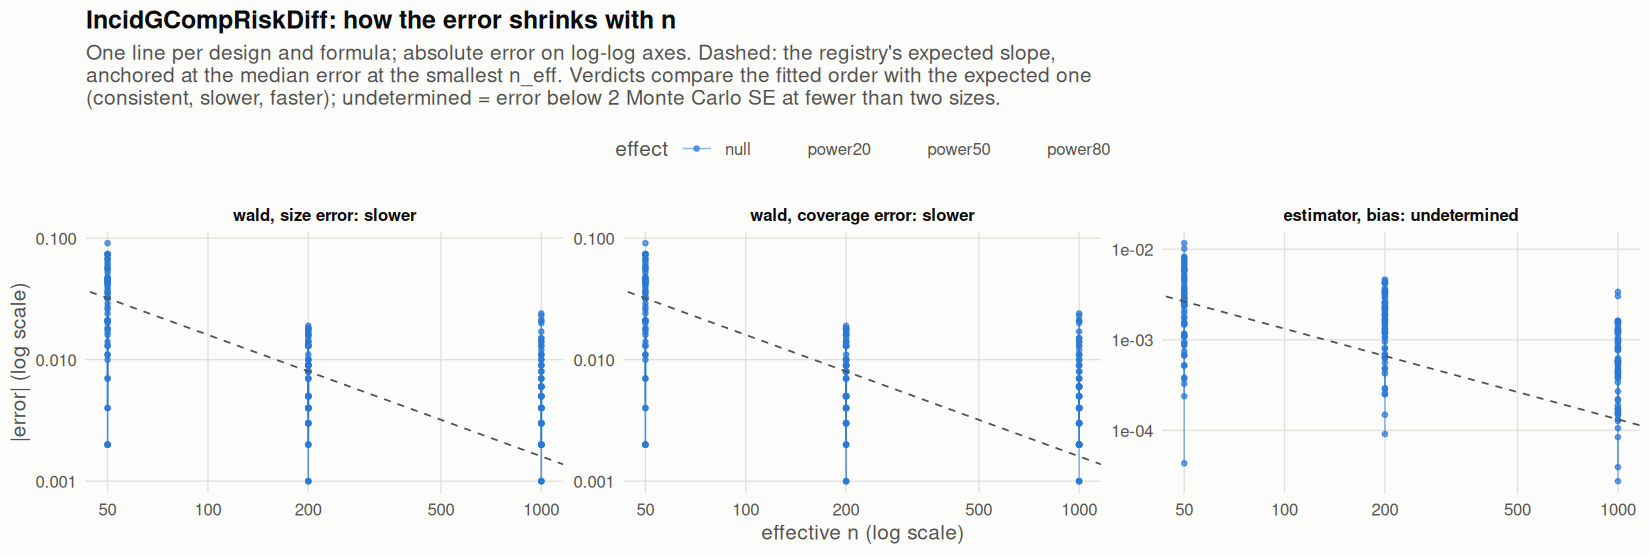 IncidGCompRiskDiff: how the error shrinks with n
One line per design and formula; absolute error on log-log axes. Dashed: the registry's expected slope,
anchored at the median error at the smallest n_eff. Verdicts compare the fitted order with the expected one
(consistent, slower, faster); undetermined = error below 2 Monte Carlo SE at fewer than two sizes.
effect null power20 power50 power80
wald, size error: slower
wald, coverage error: slower
estimator, bias: undetermined
|error| (log scale)
0.100
0.010
0.001
50 100 200 500 1000
0.100
0.010
0.001
50 100 200 500 1000
1e-02
1e-03
1e-04
50 100 200 500 1000
effective n (log scale)